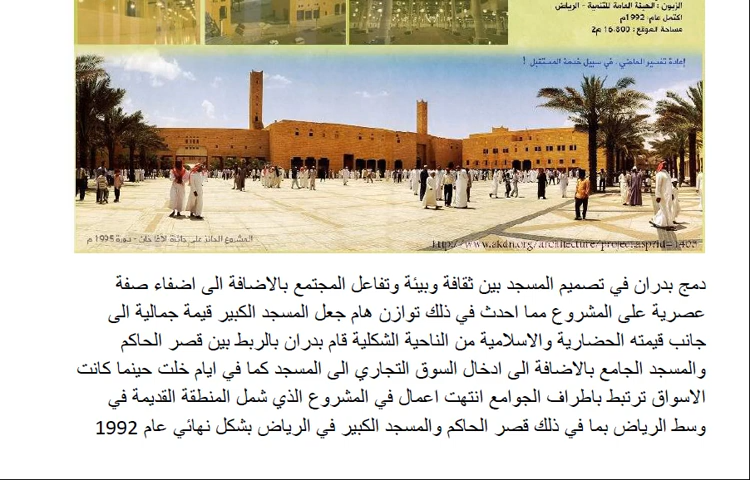 الزبون : الهيئة العامة للتنمية - الرياض
اكتمل عام: 1992م
مساحة الموقع : 16.800 م2
إعادة تفسير الماضي . في سبيل خدمة المستقبل !
المشروع الحائز على جائزة لآغا خان - دورة 1995 م
http://www.akdn.org/architecture/project.asp?id=1405
دمج بدران في تصميم المسجد بين ثقافة وبيئة وتفاعل المجتمع بالاضافة الى اضفاء صفة
عصرية على المشروع مما احدث في ذلك توازن هام جعل المسجد الكبير قيمة جمالية الى
جانب قيمته الحضارية والاسلامية من الناحية الشكلية قام بدران بالربط بين قصر الحاكم
والمسجد الجامع بالاضافة الى ادخال السوق التجاري الى المسجد كما في ايام خلت حينما كانت
الاسواق ترتبط باطراف الجوامع انتهت اعمال في المشروع الذي شمل المنطقة القديمة في
وسط الرياض بما في ذلك قصر الحاكم والمسجد الكبير في الرياض بشكل نهائي عام 1992